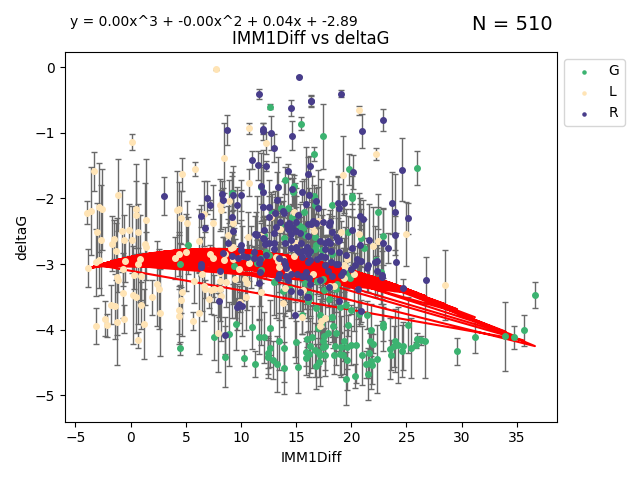 y = 0.00x^3 + -0.00x^2 + 0.04x + -2.89
N = 510
IMM1Diff vs deltaG
G
L
R
0
−1
−2
−3
−4
−5
deltaG
−5
0
5
10
15
20
25
30
35
IMM1Diff